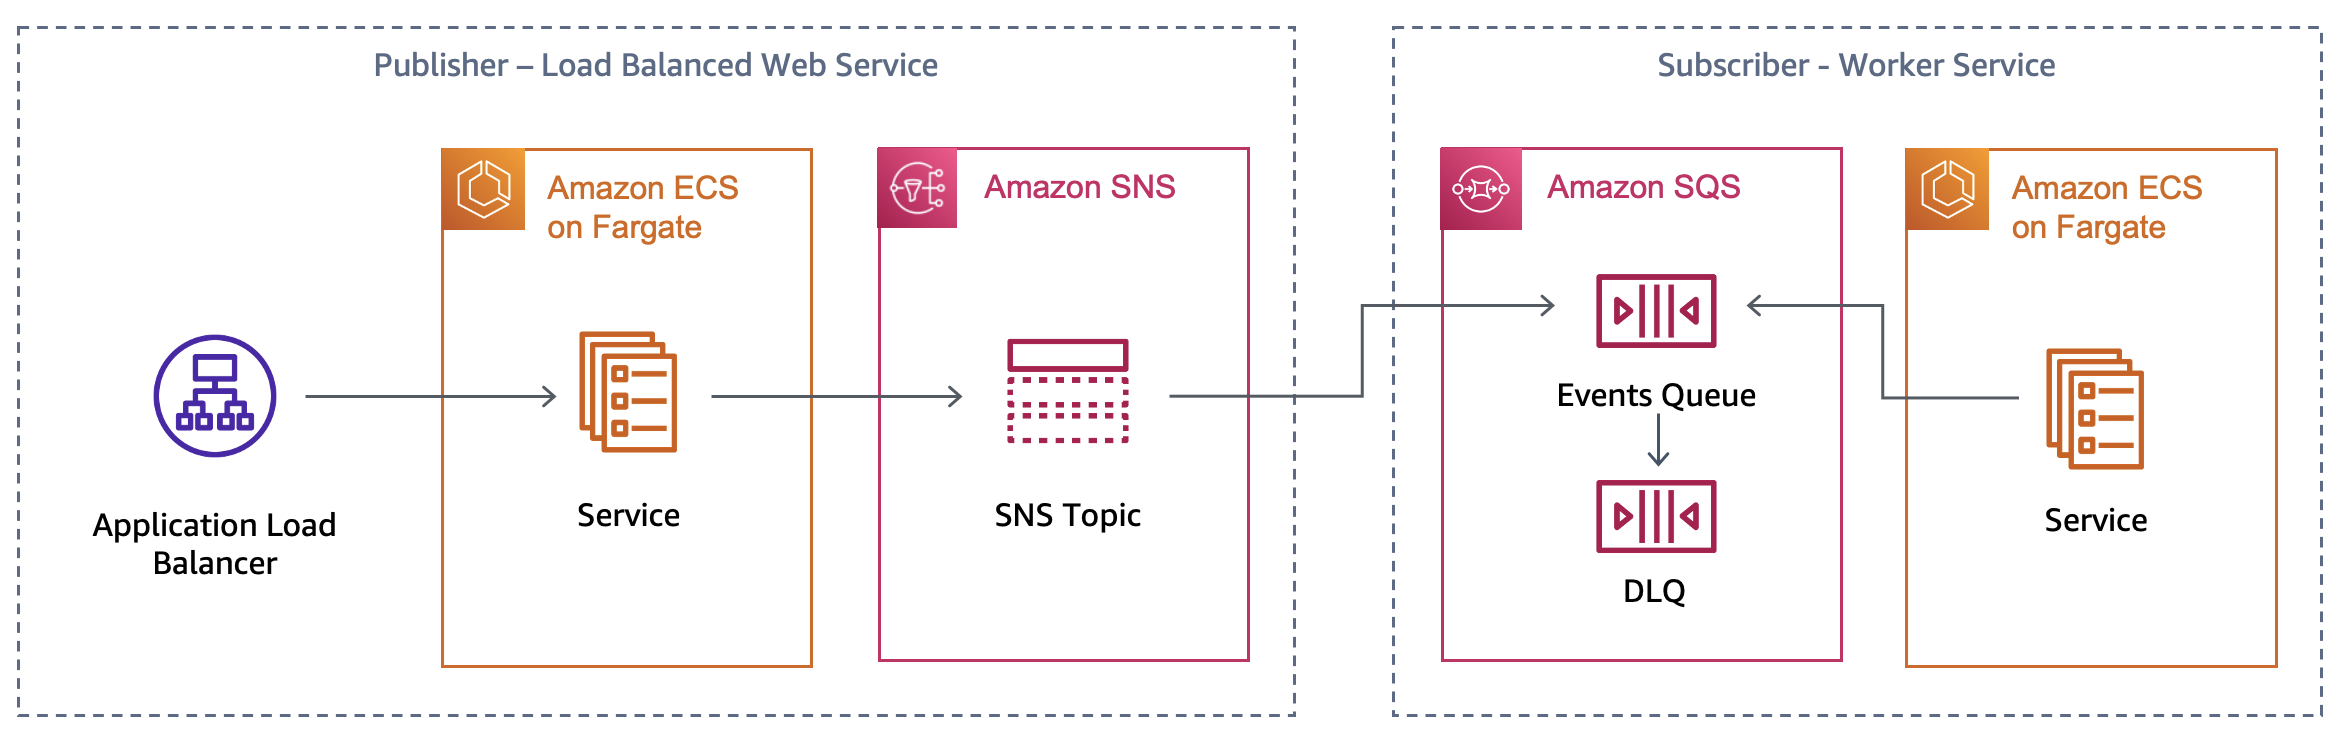 Publisher – Load Balanced Web Service
Amazon ECS
on Fargate
Amazon SNS
Application Load
Balancer
Service
SNS Topic
Subscriber - Worker Service
Amazon SQS
Amazon ECS
on Fargate
Events Queue
DLQ
Service